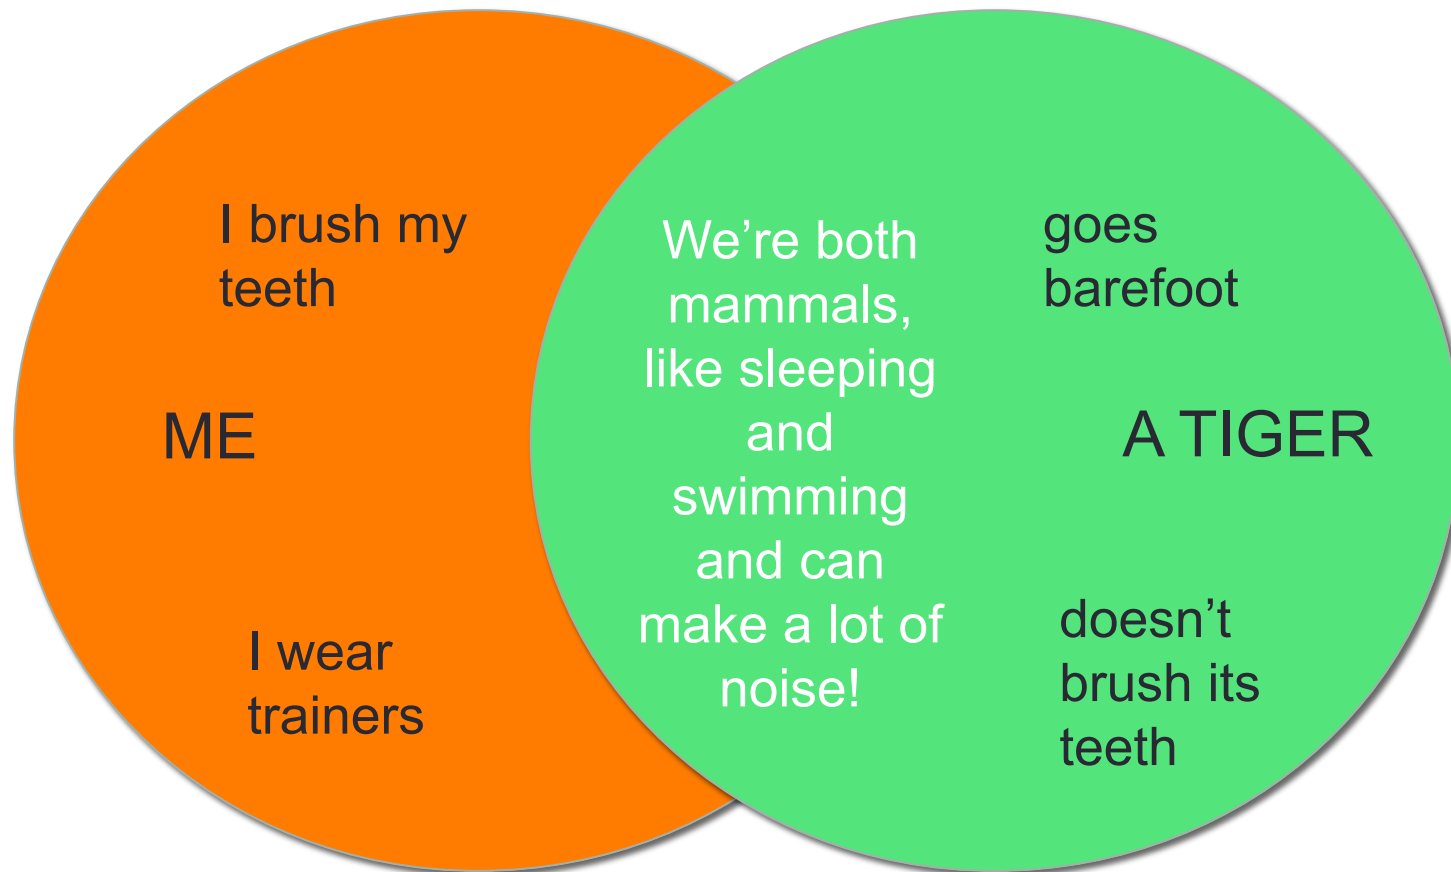 I brush my
teeth
ME
I wear
trainers
We’re both
mammals,
like sleeping
and
swimming
and can
make a lot of
noise!
goes
barefoot
A TIGER
doesn’t
brush its
teeth